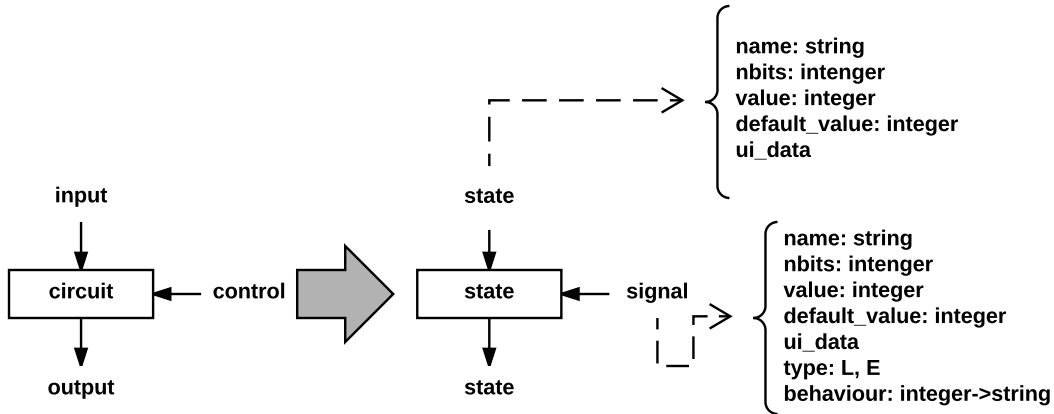 name: string
nbits: intenger
value: integer
default_value: integer
ui_data
input
state
circuit
control
state
signal
output
state
name: string
nbits: intenger
value: integer
default_value: integer
ui_data
type: L, E
behaviour: integer->string